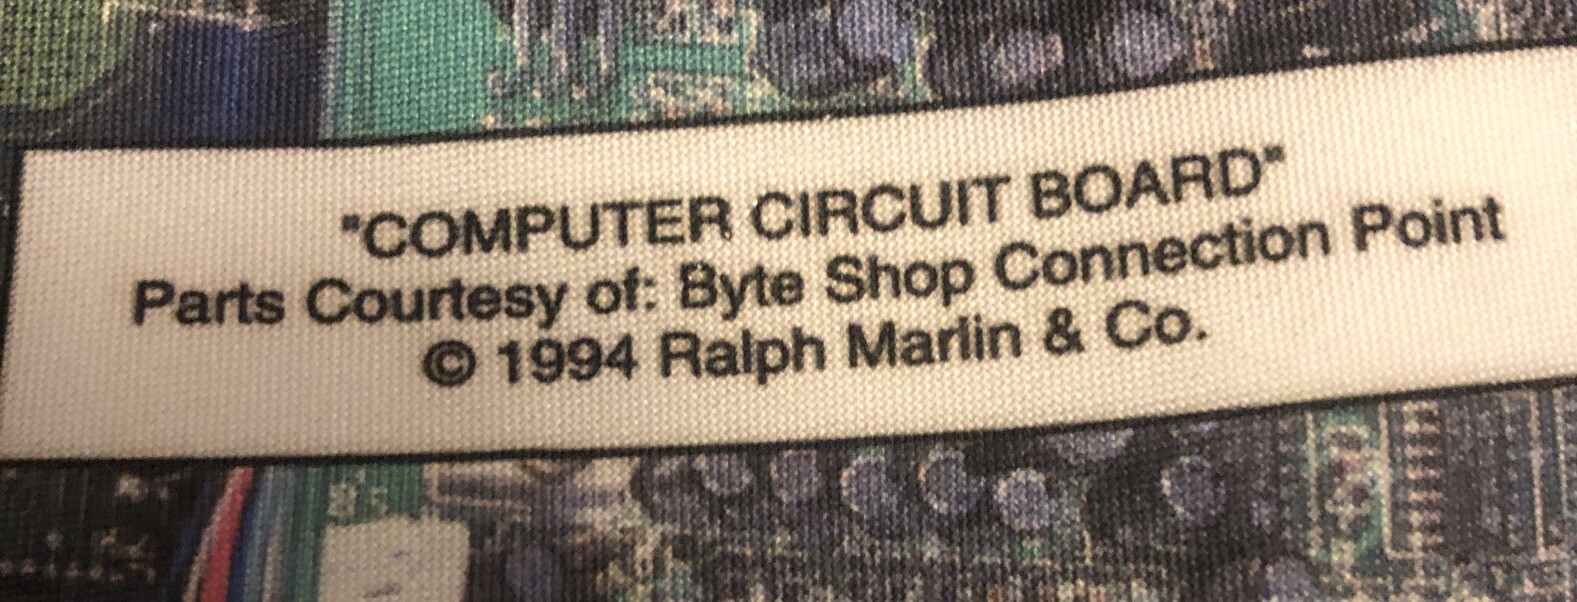 "COMPUTER CIRCUIT BOARD"
Parts Courtesy of: Byte Shop Connection Point
© 1994 Ralph Marlin & Co.